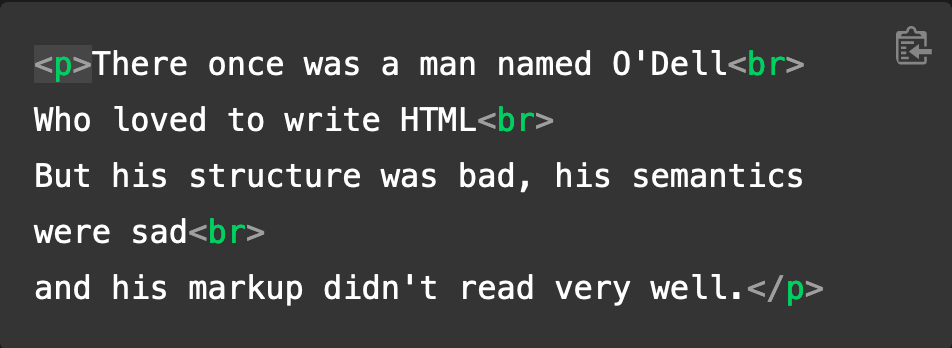 <p>There once was a man named O'Dell<br>
Who loved to write HTML<br>
But his structure was bad, his semantics
were sad<br>
and his markup didn't read very well.</p>